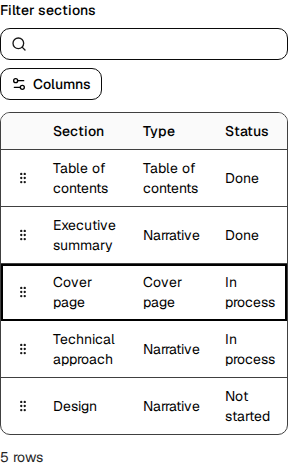 Filter sections
Columns
Section Type Status
Table of Table of Done
contents contents
Executive Narrative Done
summary
Cover Cover In
page page process
Technical Narrative In
approach process
Design Narrative Not
started
5 rows